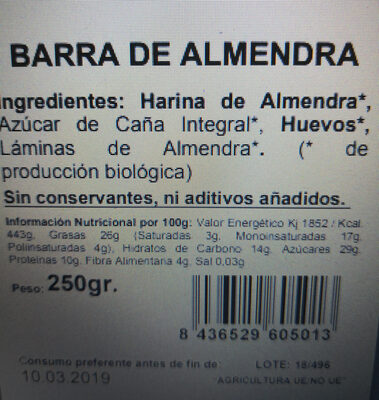 BARRA DE ALMENDRA
Ingredientes: Harina de Almendra*,
Azúcar de Caña Integral*, Huevos*,
Láminas de Almendra*. (* de
producción biológica)
Sin conservantes, ni aditivos añadidos.
Información Nutricional por 100g: Valor Energético Kj 1852 / Kcal
443g, Grasas 26g (Saturadas 3g, Monoinsaturadas 17g,
Poliinsaturadas 4g), Hidratos de Carbono 14g, Azúcares 29g,
Proteinas 10g, Fibra Alimentaria 4g, Sal 0,03g
Peso: 250gr.
8 436529 605013
Consumo preferente antes de fin de
10.03.2019
LOTE: 18/496
"AGRICULTURA UE/NO UE"